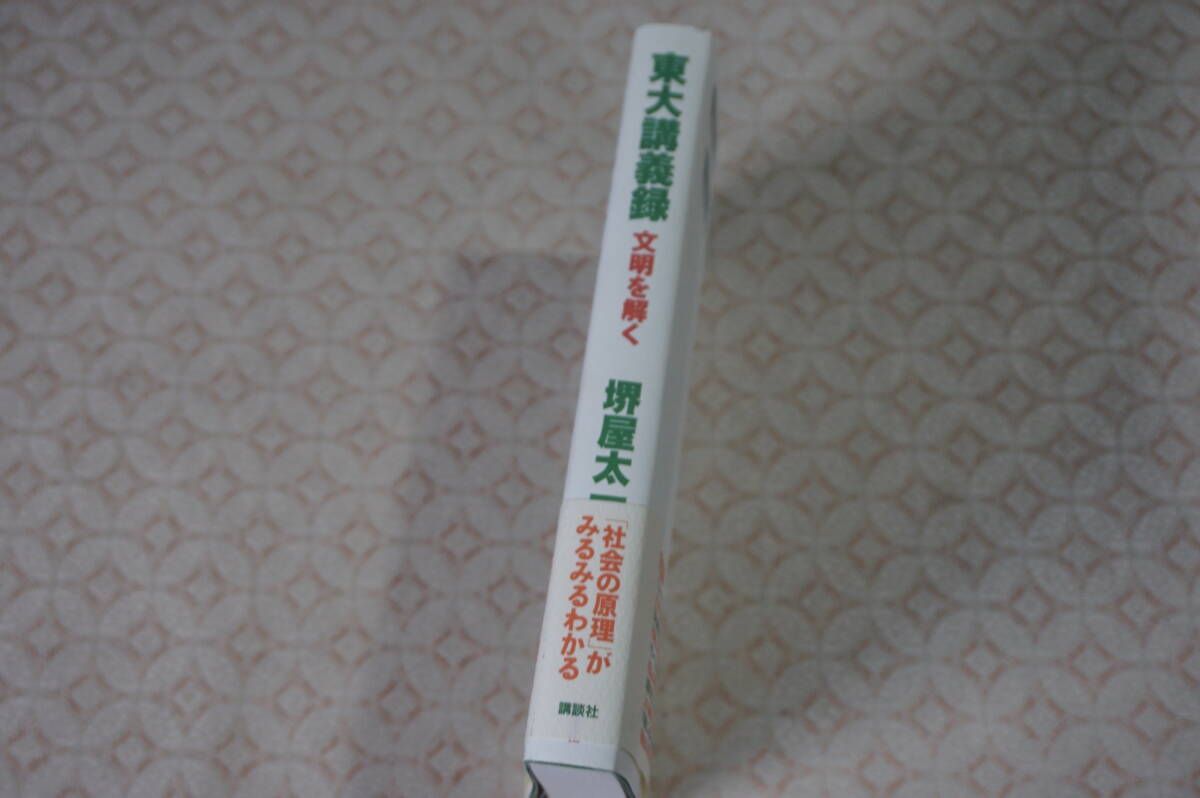 東大講義録
文明を解く
堺屋太一
「社会の原理」が
みるみるわかる
講談社